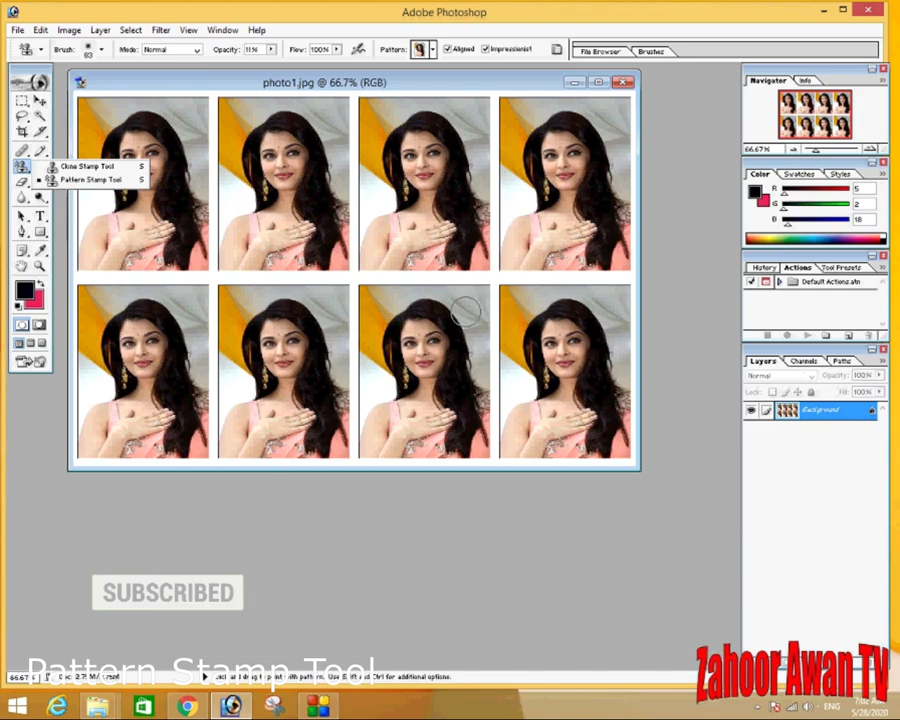 Adobe Photoshop
File Edit Image Layer Select Filter View Window Help
Brush: 63 Mode: Normal Opacity: 11% Flow: 100% Pattern: Aligned Impressionist File Browser Brushes
photo1.jpg @ 66.7% (RGB)
Navigator Info
66.67%
Clone Stamp Tool S
Pattern Stamp Tool S
Color Swatches Styles
R 5
G 2
B 18
History Actions Tool Presets
Default Actions.atn
Layers Channels Paths
Normal Opacity: 100%
Lock: Fill: 100%
Background
SUBSCRIBED
Pattern Stamp Tool
Zahoor Awan TV
ENG
5/28/2020